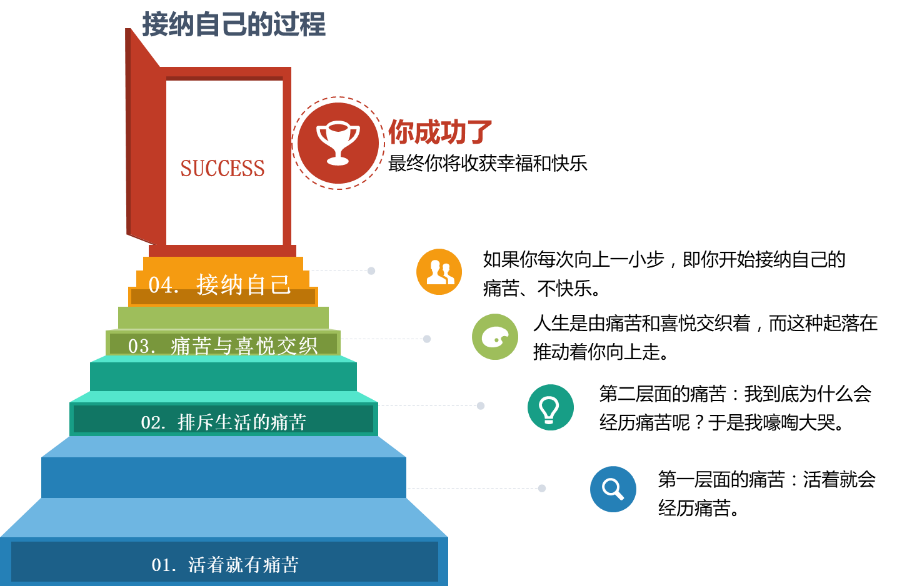 接纳自己的过程
你成功了
最终你将收获幸福和快乐
SUCCESS
04. 接纳自己
如果你每次向上一小步，即你开始接纳自己的
痛苦、不快乐。
03. 痛苦与喜悦交织
人生是由痛苦和喜悦交织着，而这种起落在
推动着你向上走。
02. 排斥生活的痛苦
第二层面的痛苦：我到底为什么会
经历痛苦呢？于是我嚎啕大哭。
01. 活着就有痛苦
第一层面的痛苦：活着就会
经历痛苦。